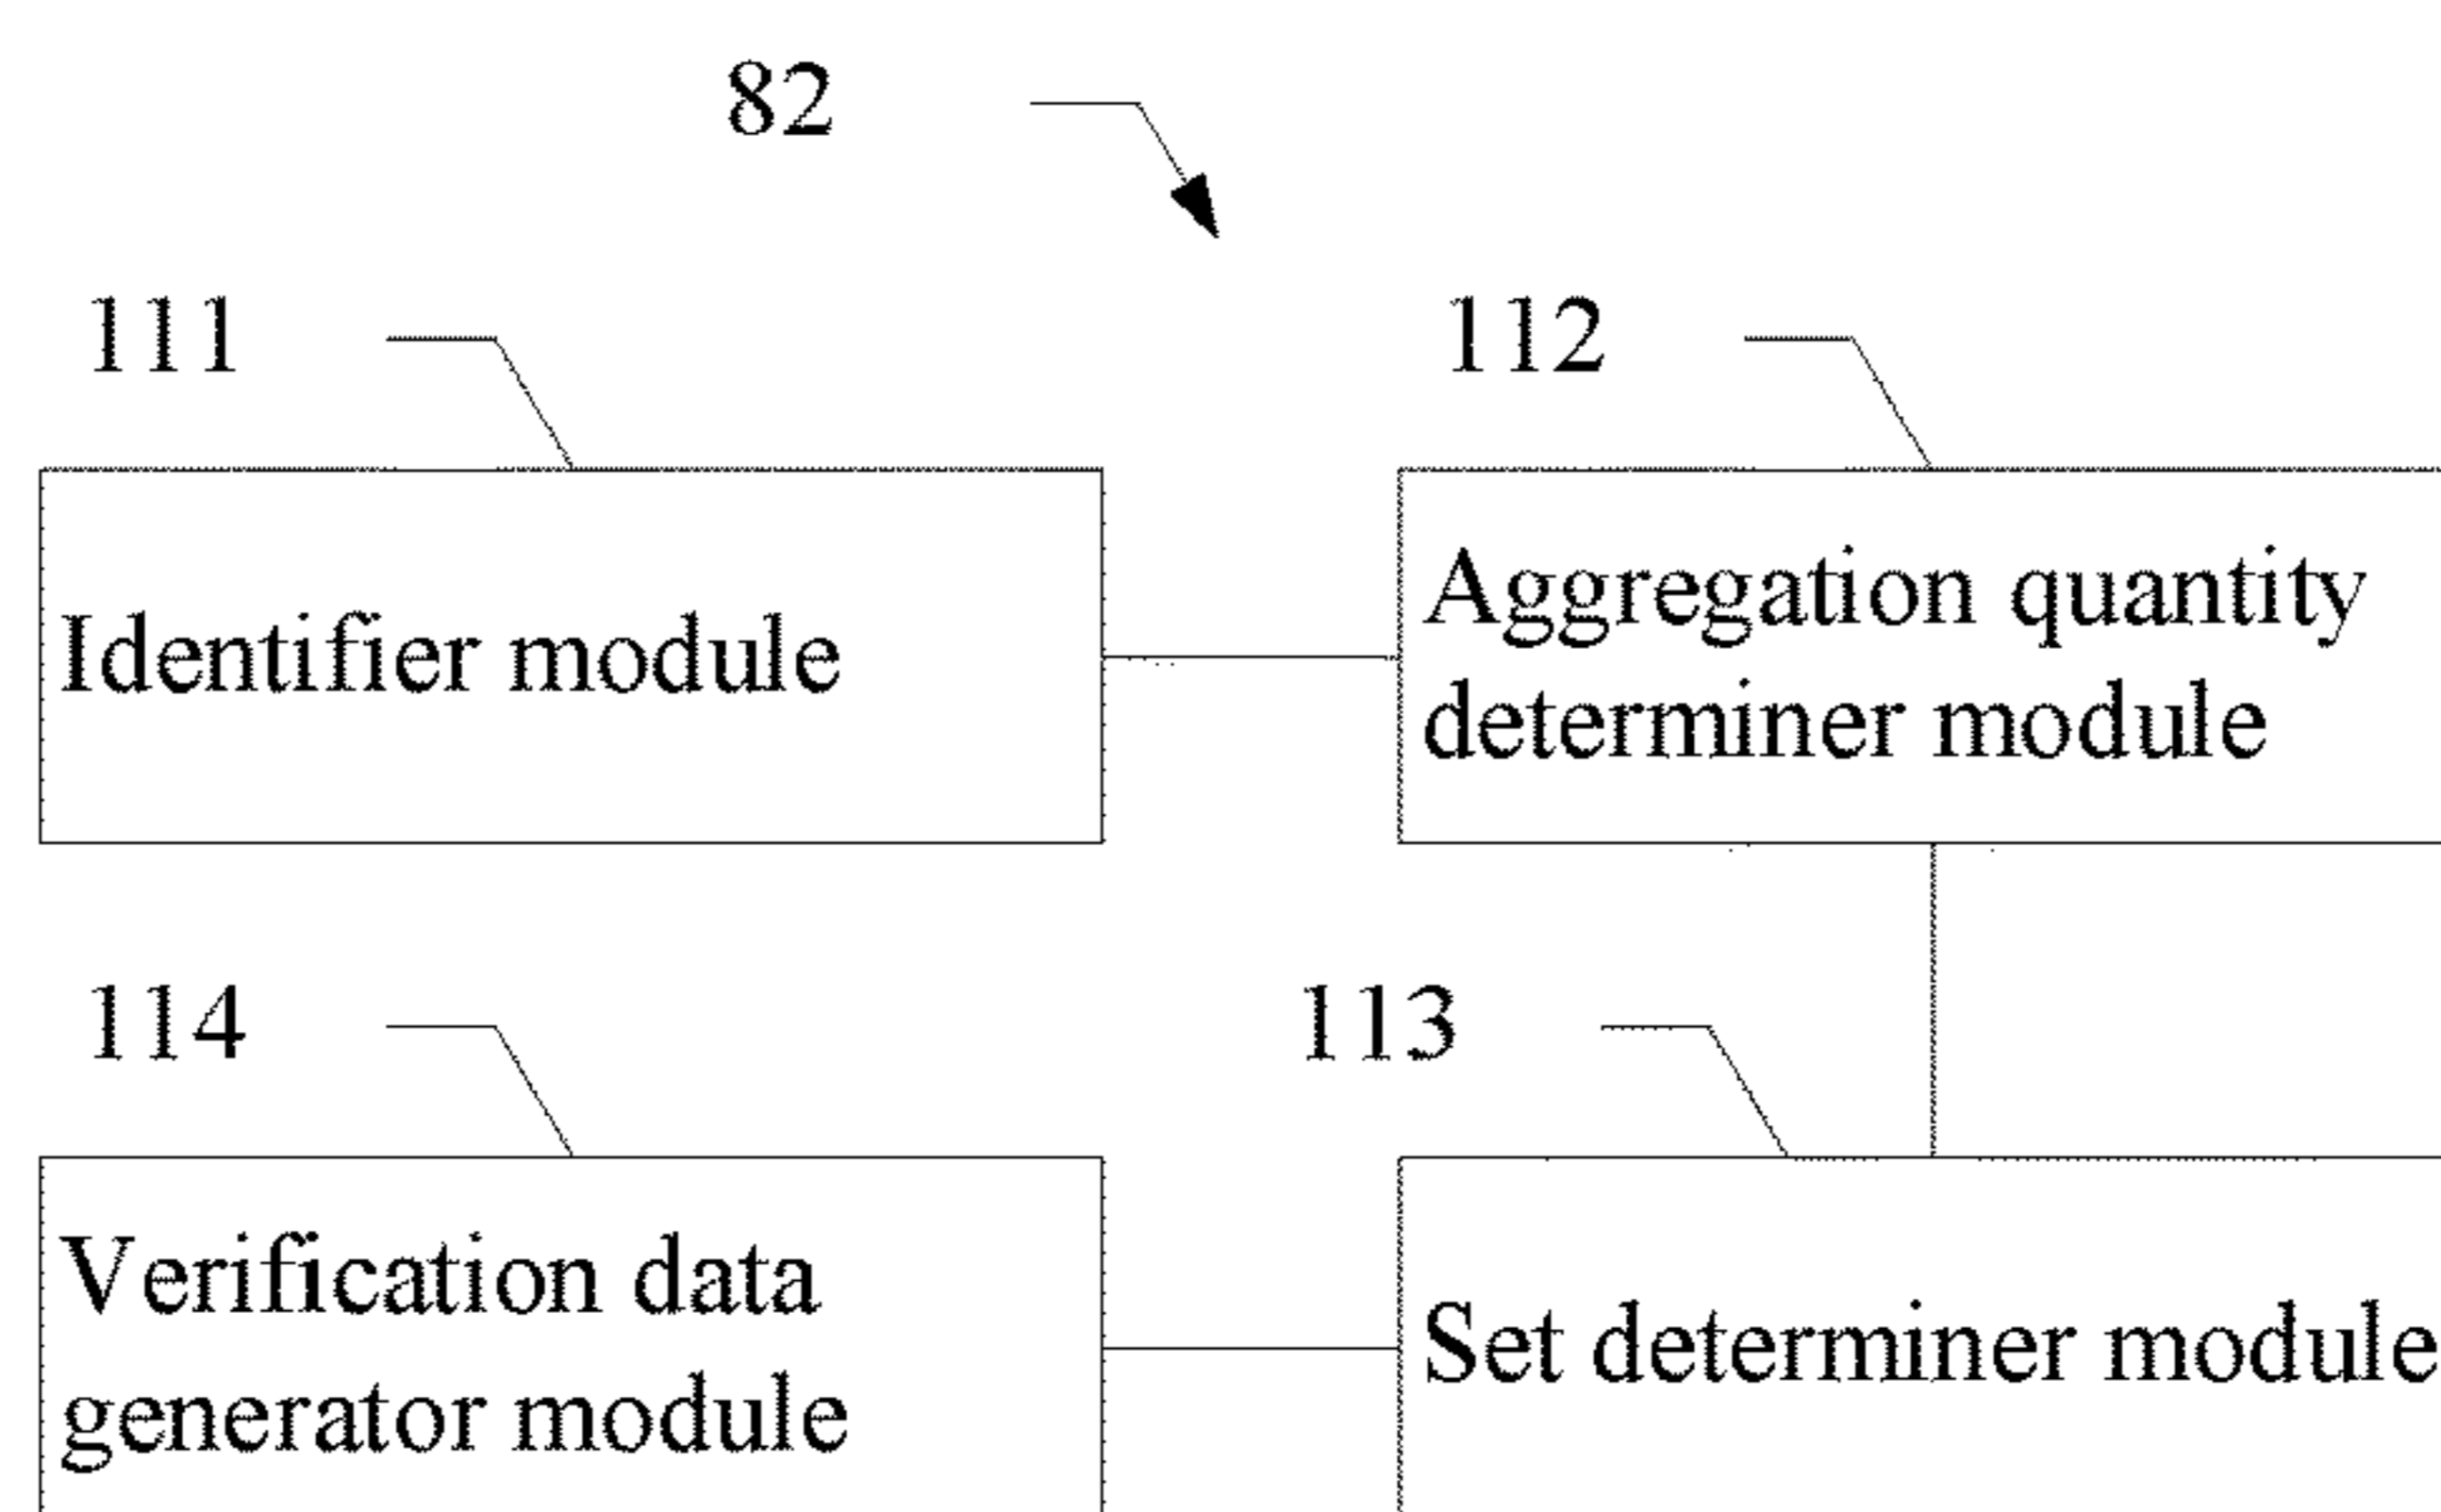 82
111
112
Identifier module
Aggregation quantity
determiner module
114
113
Verification data
generator module
Set determiner module